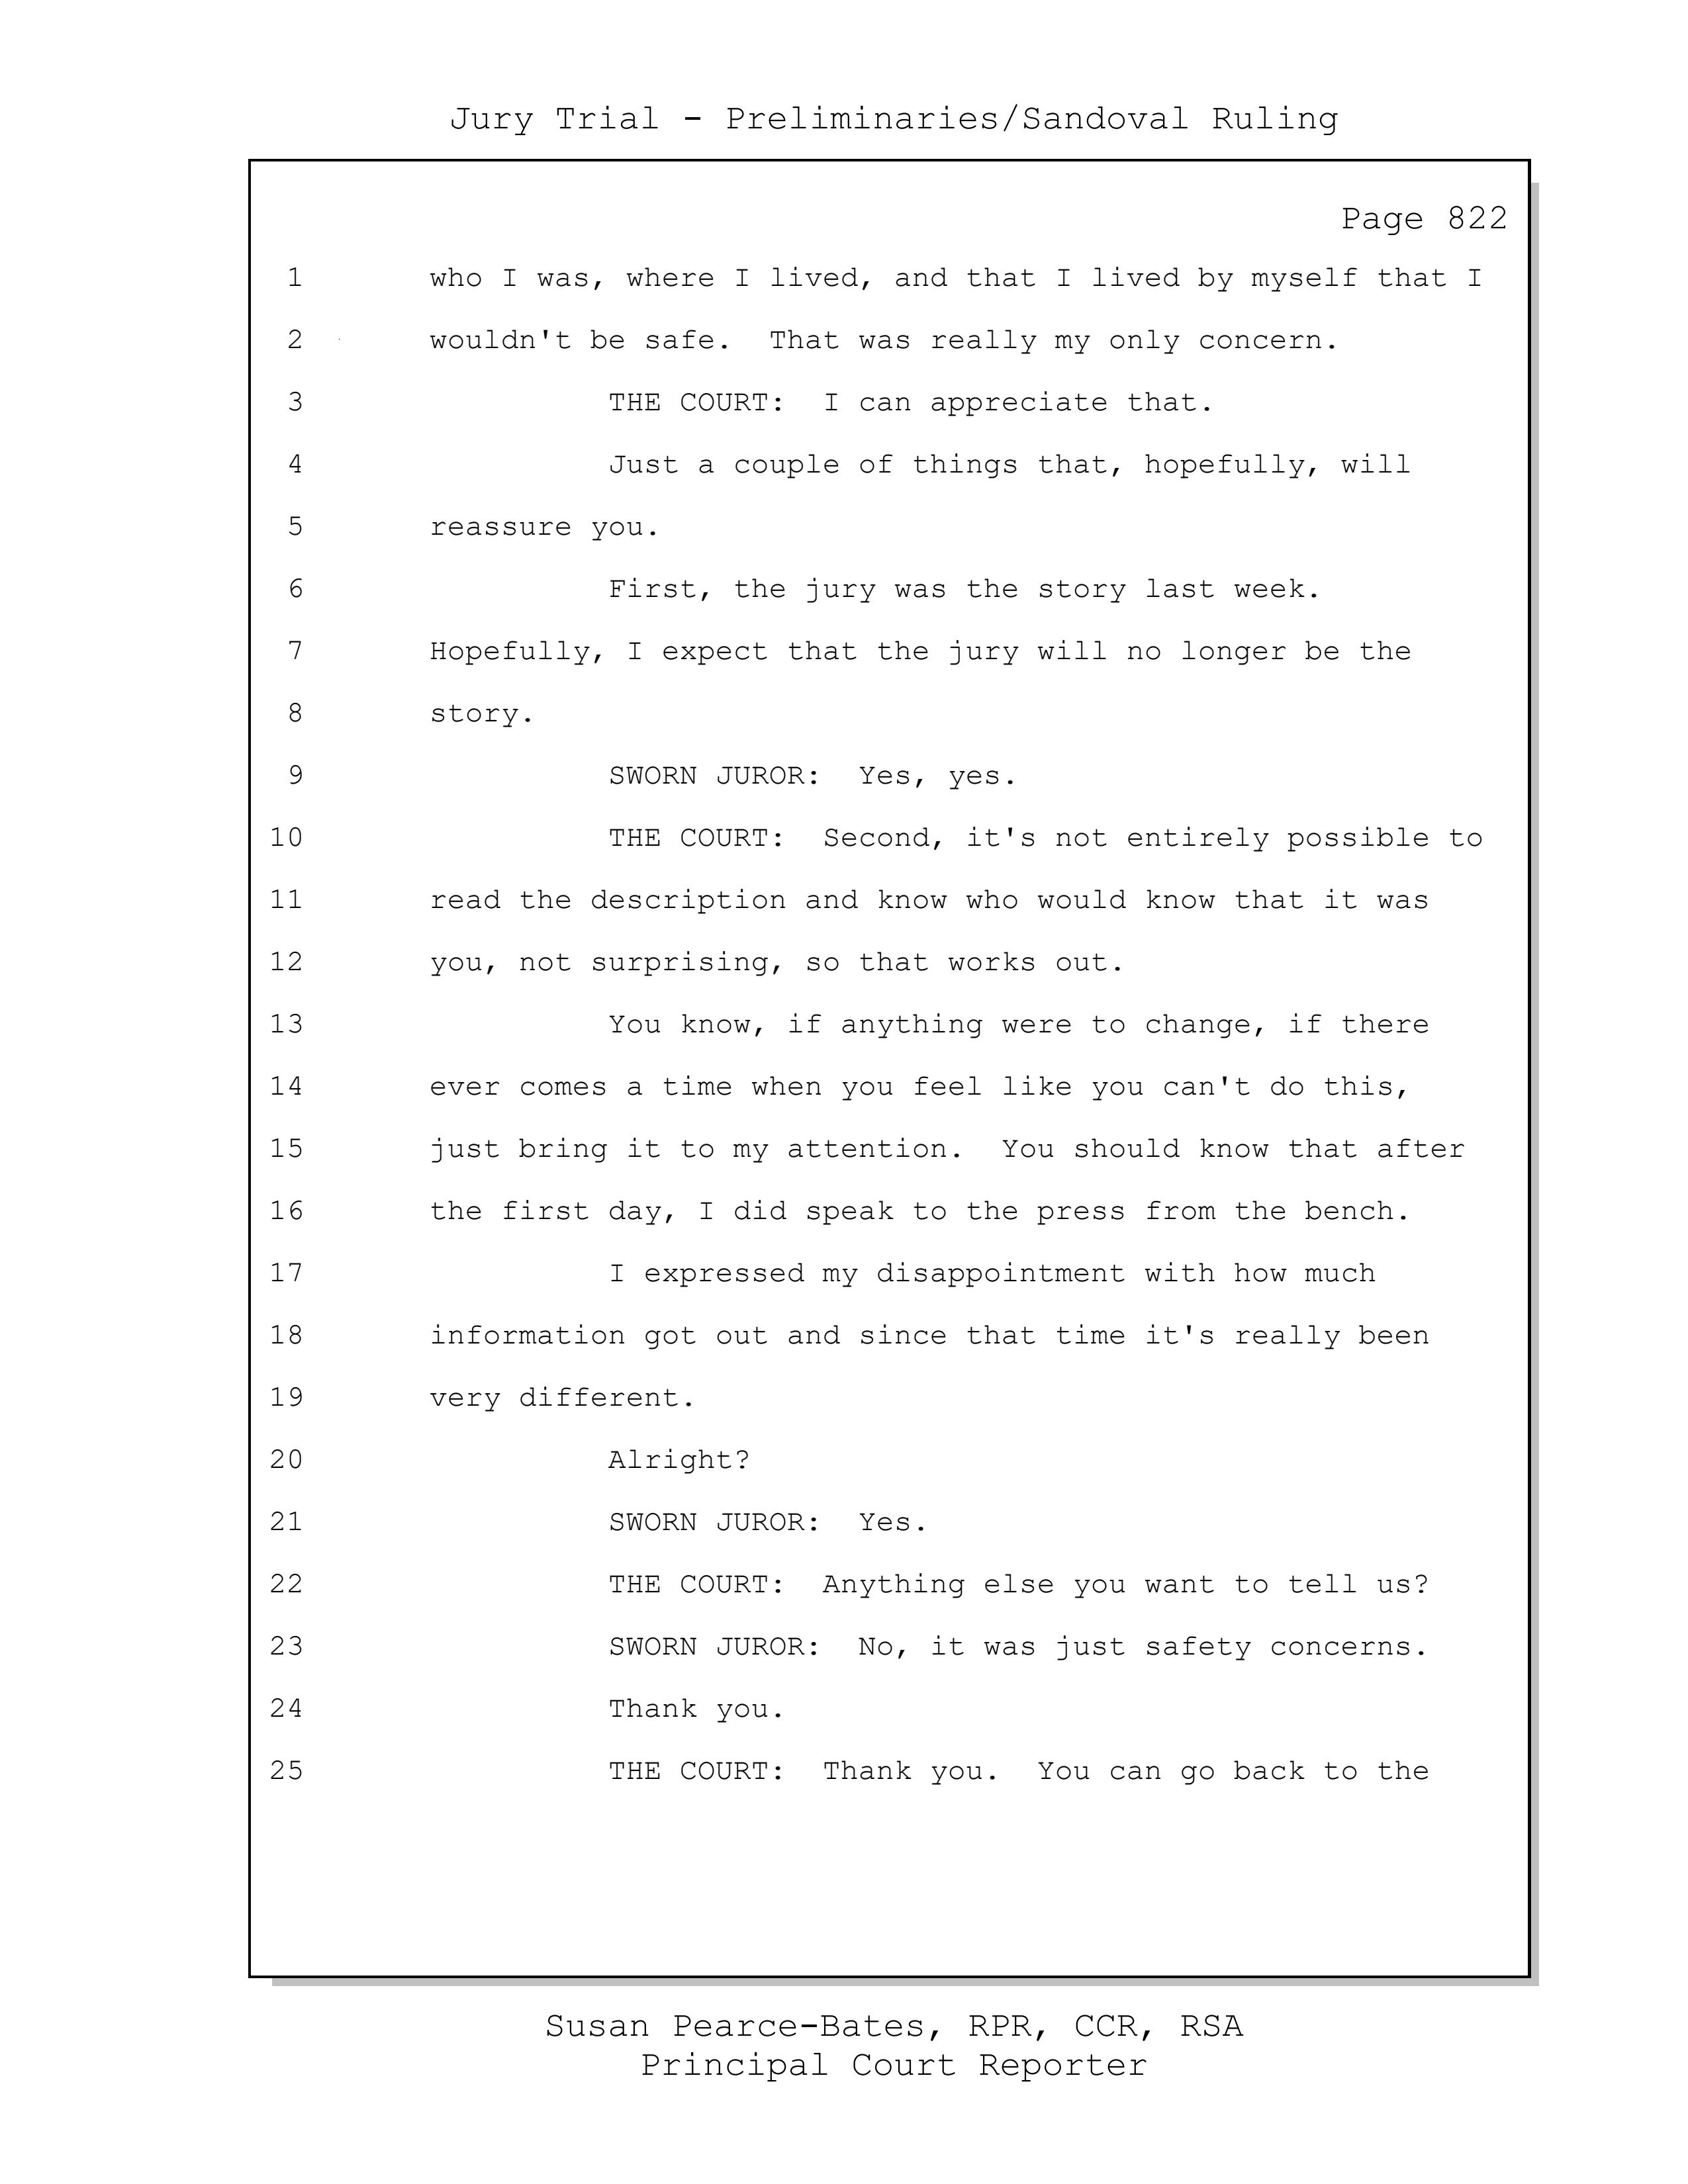 Jury Trial - Preliminaries/Sandoval Ruling
Page 822
1 who I was, where I lived, and that I lived by myself that I
2 wouldn't be safe.  That was really my only concern.
3 THE COURT:  I can appreciate that.
4 Just a couple of things that, hopefully, will
5 reassure you.
6 First, the jury was the story last week.
7 Hopefully, I expect that the jury will no longer be the
8 story.
9 SWORN JUROR:  Yes, yes.
10 THE COURT:  Second, it's not entirely possible to
11 read the description and know who would know that it was
12 you, not surprising, so that works out.
13 You know, if anything were to change, if there
14 ever comes a time when you feel like you can't do this,
15 just bring it to my attention.  You should know that after
16 the first day, I did speak to the press from the bench.
17 I expressed my disappointment with how much
18 information got out and since that time it's really been
19 very different.
20 Alright?
21 SWORN JUROR:  Yes.
22 THE COURT:  Anything else you want to tell us?
23 SWORN JUROR:  No, it was just safety concerns.
24 Thank you.
25 THE COURT:  Thank you.  You can go back to the
Susan Pearce-Bates, RPR, CCR, RSA
Principal Court Reporter